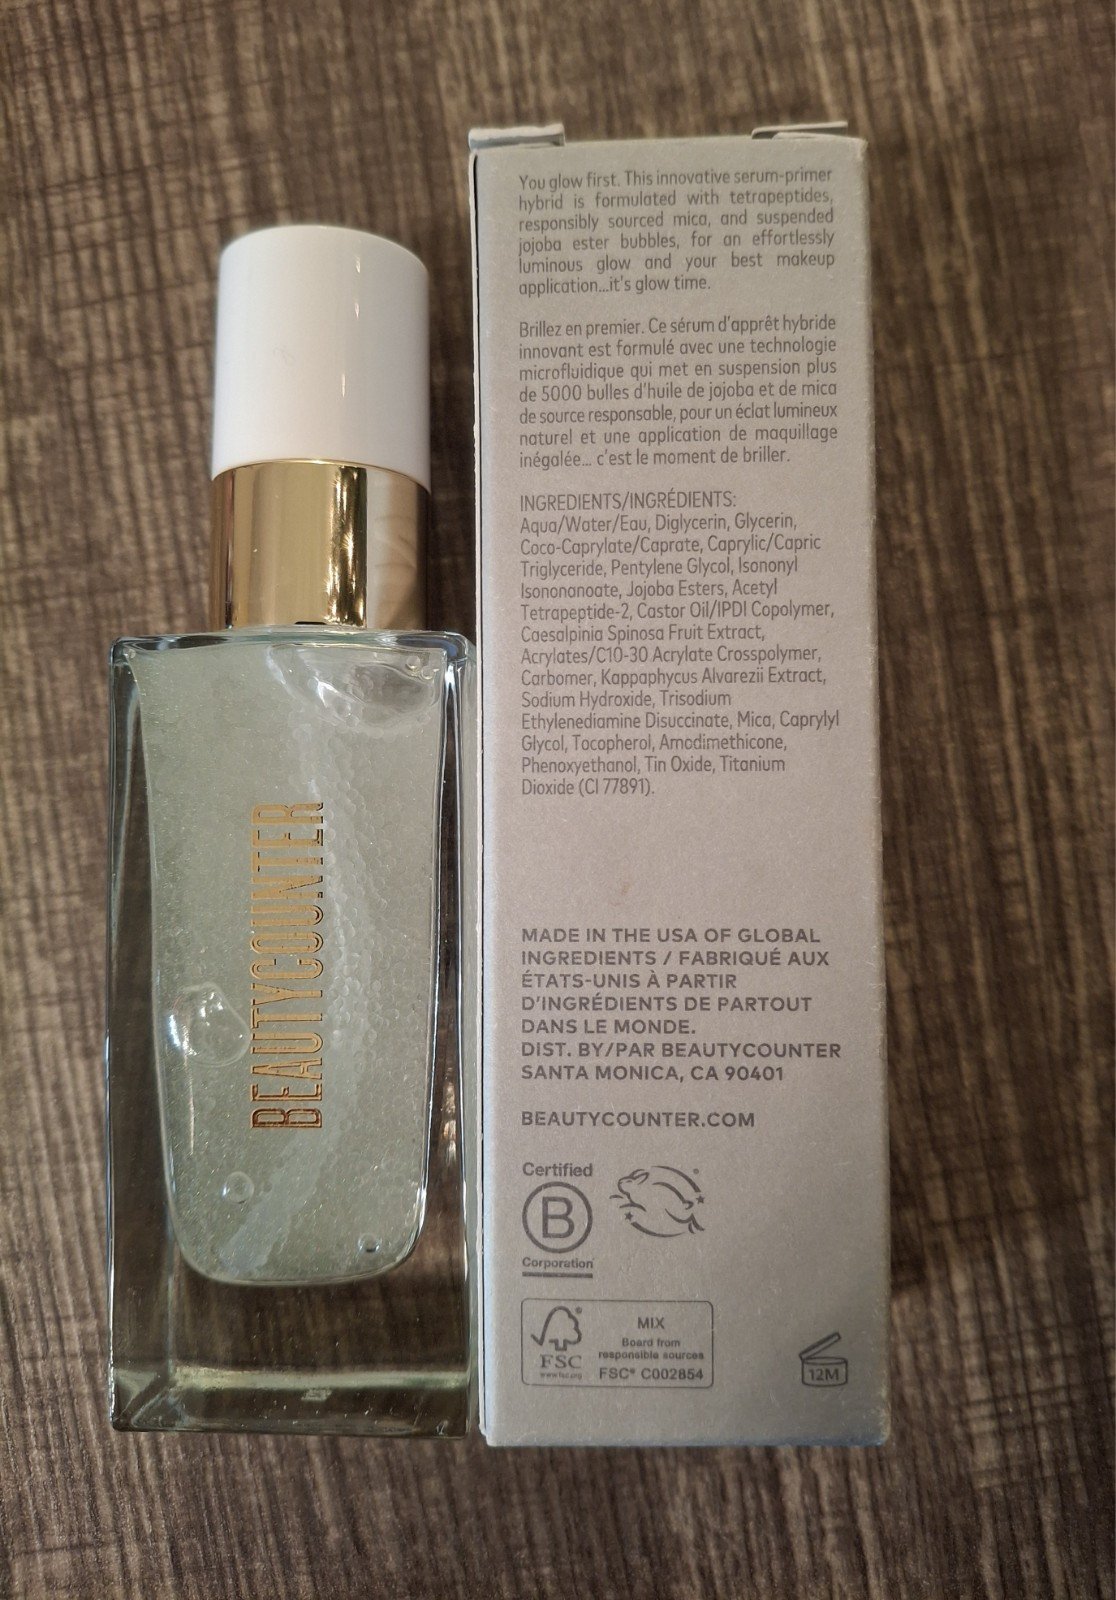 BEAUTYCOUNTER
You glow first. This innovative serum-primer
hybrid is formulated with tetrapeptides,
responsibly sourced mica, and suspended
jojoba ester bubbles, for an effortlessly
luminous glow and your best makeup
application...it's glow time.
Brillez en premier. Ce sérum d'apprêt hybride
innovant est formulé avec une technologie
microfluidique qui met en suspension plus
de 5000 bulles d'huile de jojoba et de mica
de source responsable, pour un éclat lumineux
naturel et une application de maquillage
inégalée... c'est le moment de briller.
INGREDIENTS/INGRÉDIENTS:
Aqua/Water/Eau, Diglycerin, Glycerin,
Coco-Caprylate/Caprate, Caprylic/Capric
Triglyceride, Pentylene Glycol, Isononyl
Isononanoate, Jojoba Esters, Acetyl
Tetrapeptide-2, Castor Oil/IPDI Copolymer,
Caesalpinia Spinosa Fruit Extract,
Acrylates/C10-30 Acrylate Crosspolymer,
Carbomer, Kappaphycus Alvarezii Extract,
Sodium Hydroxide, Trisodium
Ethylenediamine Disuccinate, Mica, Caprylyl
Glycol, Tocopherol, Amodimethicone,
Phenoxyethanol, Tin Oxide, Titanium
Dioxide (CI 77891).
MADE IN THE USA OF GLOBAL
INGREDIENTS / FABRIQUÉ AUX
ÉTATS-UNIS À PARTIR
D'INGRÉDIENTS DE PARTOUT
DANS LE MONDE.
DIST. BY/PAR BEAUTYCOUNTER
SANTA MONICA, CA 90401
BEAUTYCOUNTER.COM
Certified
B
Corporation
FSC
www.fsc.org
MIX
Board from
responsible sources
FSC® C002854
12M